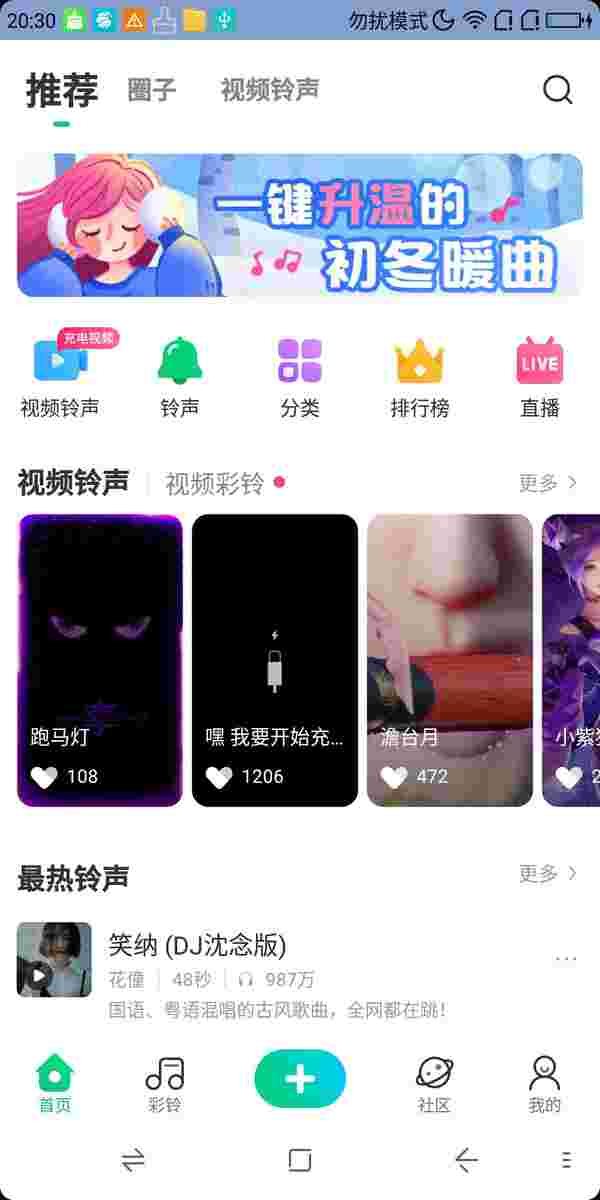 20:30 勿扰模式
推荐 圈子 视频铃声
一键升温的
初冬暖曲
充电视频
LIVE
视频铃声 铃声 分类 排行榜 直播
视频铃声 视频彩铃 更多
跑马灯 嘿 我要开始充... 澹台月 小紫
108 1206 472 2
最热铃声 更多
笑纳 (DJ沈念版)
花僮 48秒 987万
国语、粤语混唱的古风歌曲，全网都在跳！
首页 彩铃 社区 我的